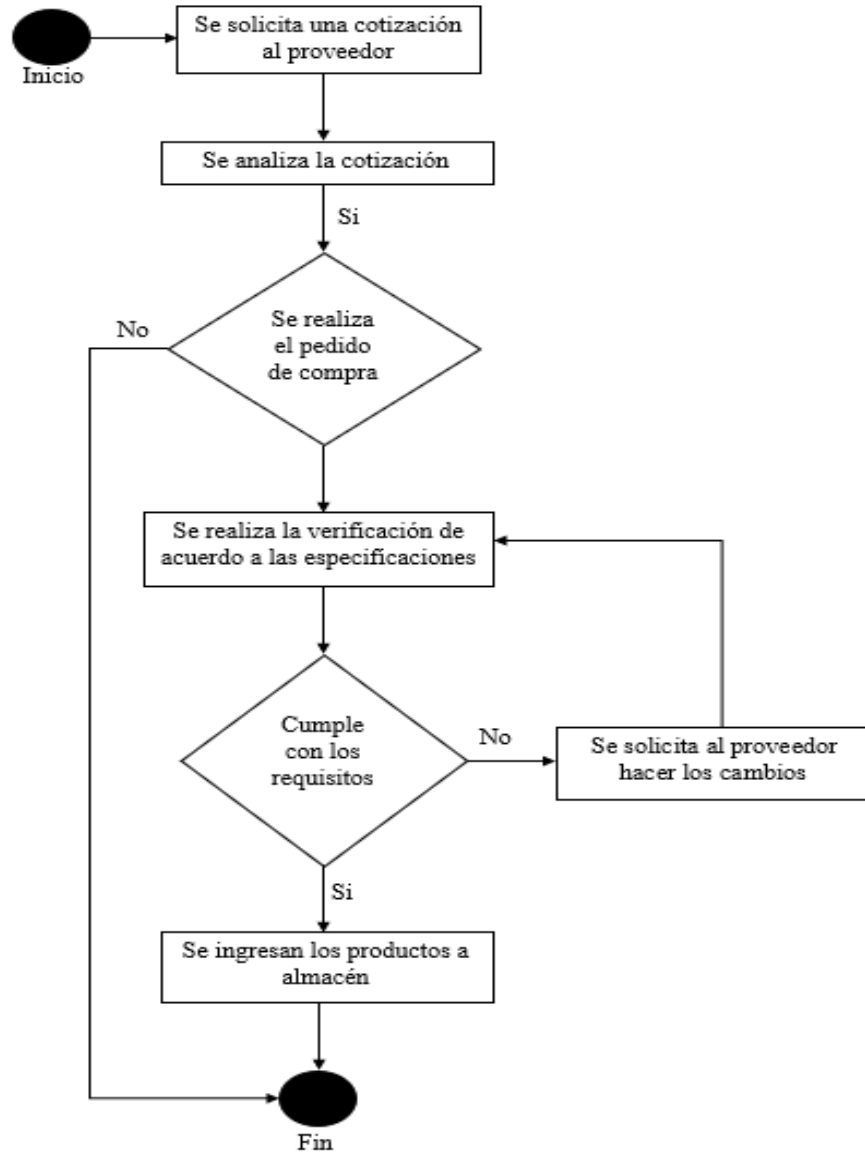 Inicio
Se solicita una cotización
al proveedor
Se analiza la cotización
Si
No
Se realiza
el pedido
de compra
Se realiza la verificación de
acuerdo a las especificaciones
Cumple
con los
requisitos
No
Se solicita al proveedor
hacer los cambios
Si
Se ingresan los productos a
almacén
Fin